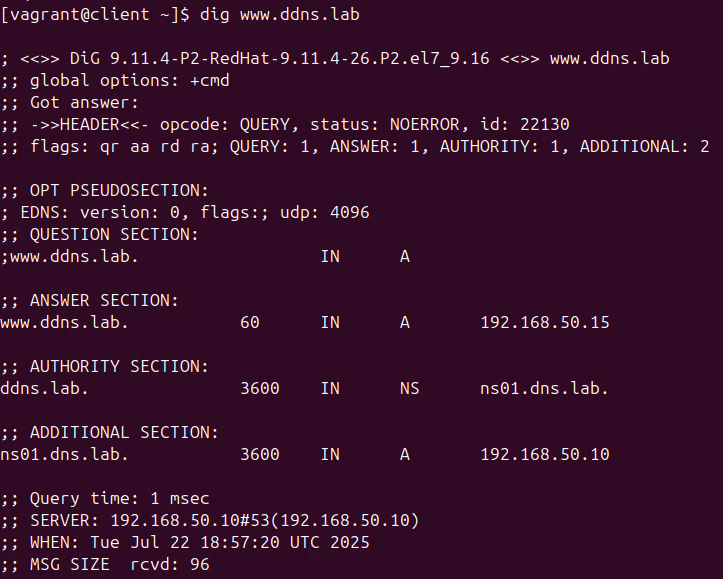 [vagrant@client ~]$ dig www.ddns.lab
; <<>> DiG 9.11.4-P2-RedHat-9.11.4-26.P2.el7_9.16 <<>> www.ddns.lab
;; global options: +cmd
;; Got answer:
;; ->>HEADER<<- opcode: QUERY, status: NOERROR, id: 22130
;; flags: qr aa rd ra; QUERY: 1, ANSWER: 1, AUTHORITY: 1, ADDITIONAL: 2
;; OPT PSEUDOSECTION:
; EDNS: version: 0, flags:; udp: 4096
;; QUESTION SECTION:
;www.ddns.lab. IN A
;; ANSWER SECTION:
www.ddns.lab. 60 IN A 192.168.50.15
;; AUTHORITY SECTION:
ddns.lab. 3600 IN NS ns01.dns.lab.
;; ADDITIONAL SECTION:
ns01.dns.lab. 3600 IN A 192.168.50.10
;; Query time: 1 msec
;; SERVER: 192.168.50.10#53(192.168.50.10)
;; WHEN: Tue Jul 22 18:57:20 UTC 2025
;; MSG SIZE rcvd: 96